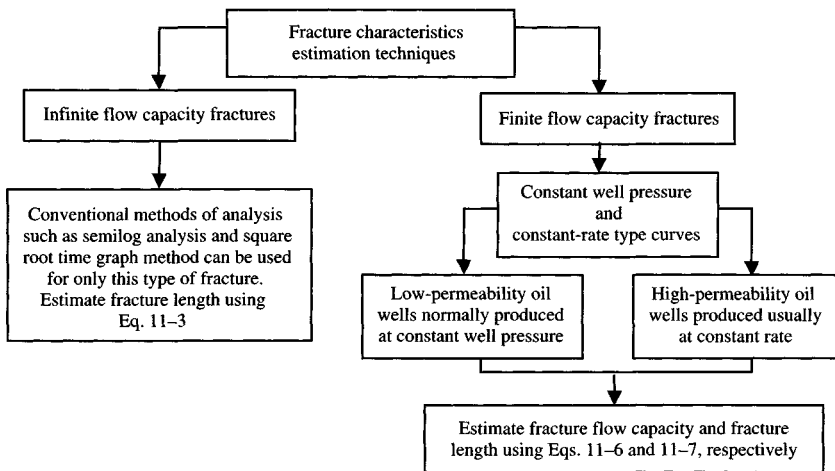 Fracture characteristics
estimation techniques
Infinite flow capacity fractures
Finite flow capacity fractures
Conventional methods of analysis
such as semilog analysis and square
root time graph method can be used
for only this type of fracture.
Estimate fracture length using
Eq. 11–3
Constant well pressure
and
constant-rate type curves
Low-permeability oil
wells normally produced
at constant well pressure
High-permeability oil
wells produced usually
at constant rate
Estimate fracture flow capacity and fracture
length using Eqs. 11–6 and 11–7, respectively